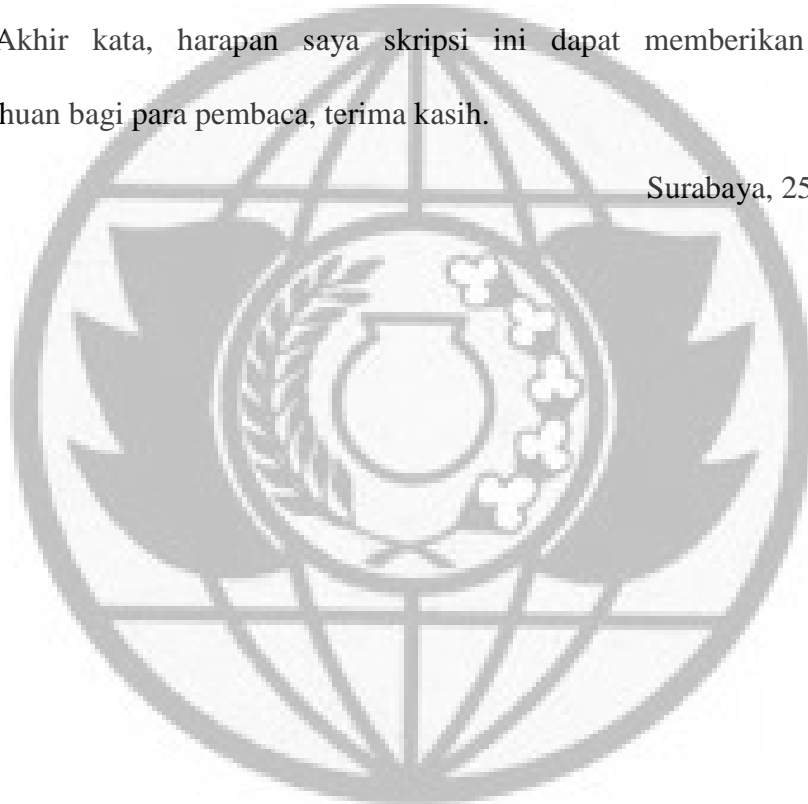 Akhir kata, harapan saya skripsi ini dapat memberikan
huan bagi para pembaca, terima kasih.
Surabaya, 25